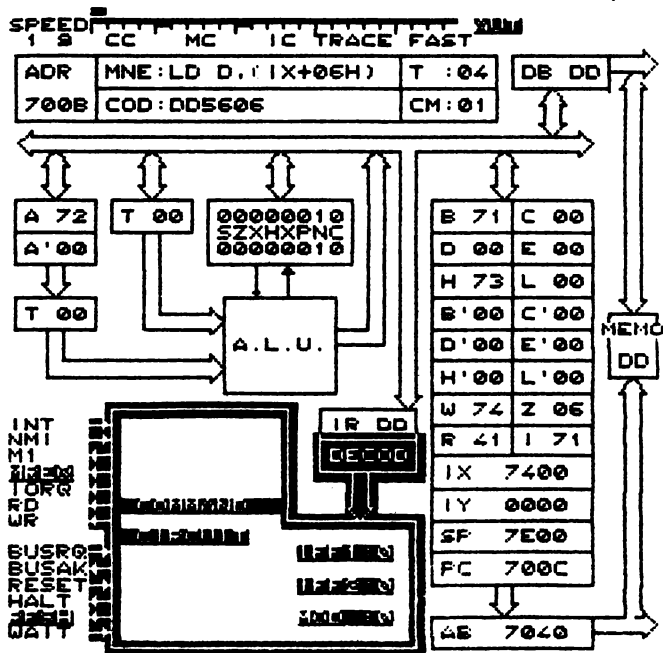 SPEED
1 9 CC MC IC TRACE FAST
ADR MNE:LD D,(IX+06H) T :04 DB DD
700B COD:DD5606 CM:01
A 72 T 00 00000010 B 71 C 00
A'00 SZXHXPNC D 00 E 00
00000010 H 73 L 00
T 00 B'00 C'00 MEMO
A.L.U. D'00 E'00 DD
H'00 L'00
IR DD W 74 Z 06
INT R 41 I 71
NMI DECOD IX 7400
M1
IORQ IY 0000
RD
WR SP 7E00
BUSRQ PC 700C
BUSAK
RESET
HALT
WAIT AB 7040